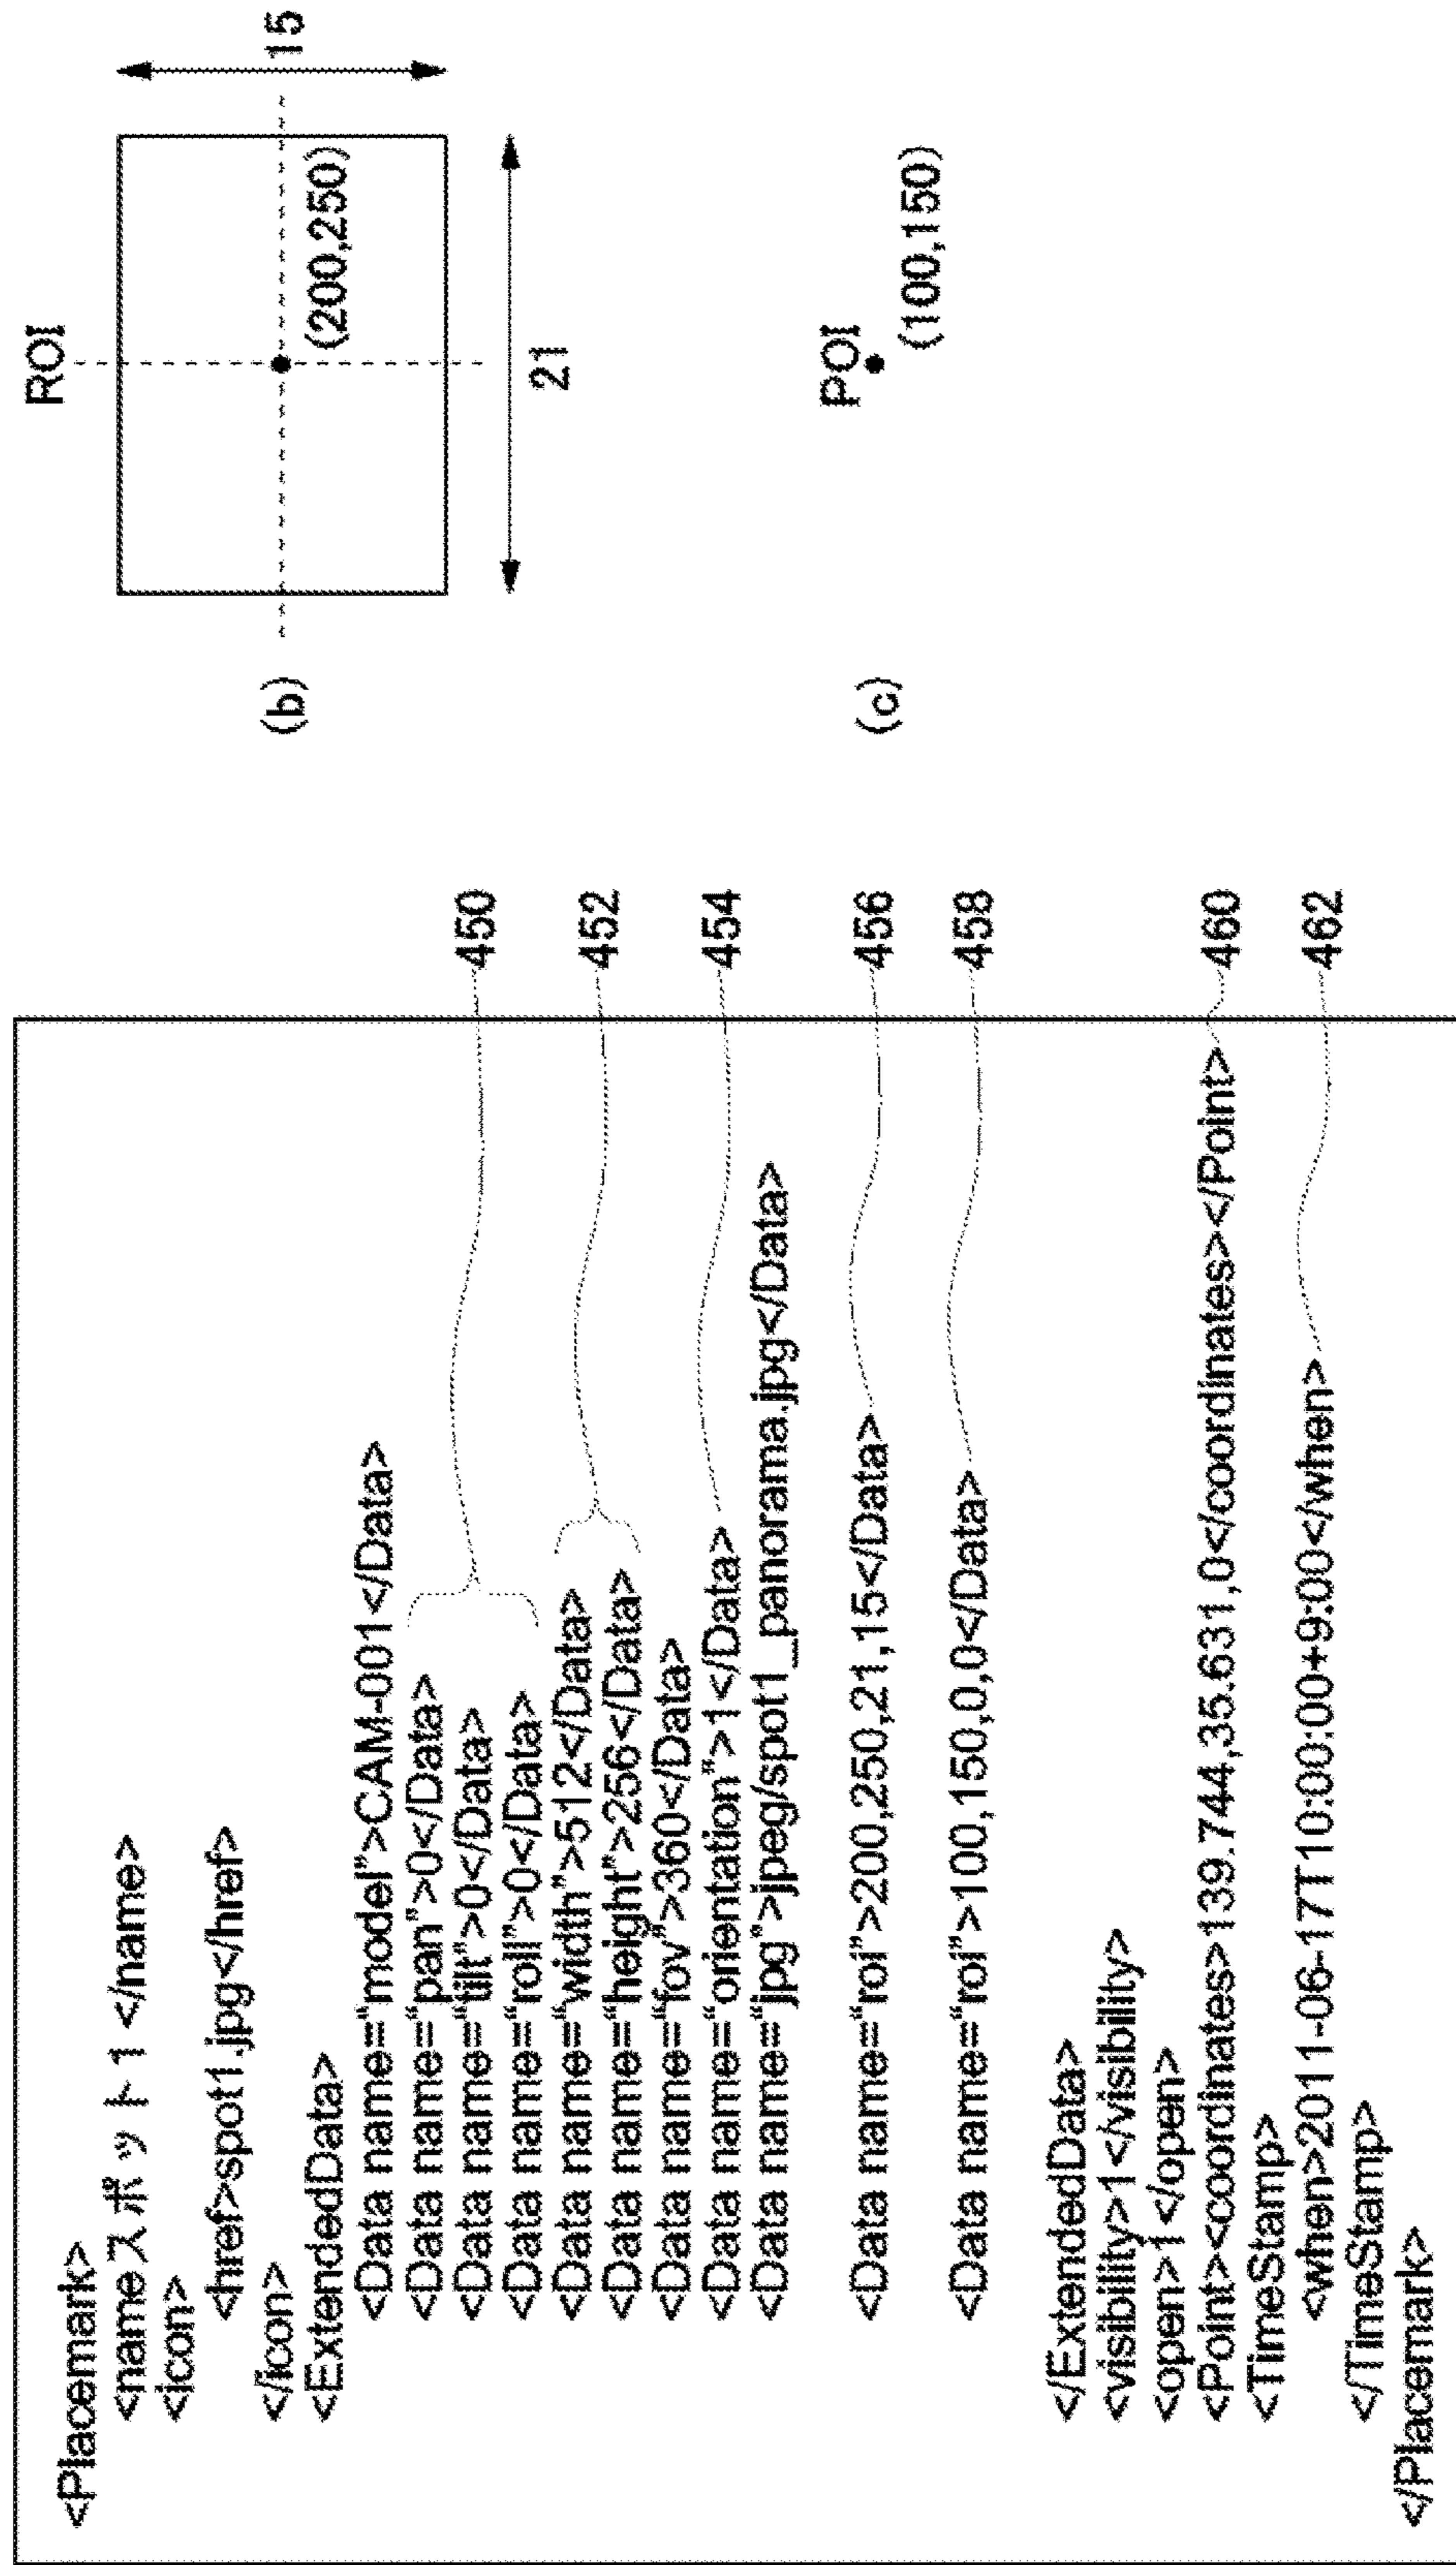 <Placemark>
<nameスポット1 </name>
<icon>
<href>spot1.jpg</href>
</icon>
<ExtendedData>
<Data name=“model”>CAM-001</Data>
<Data name=“pan”>0</Data>
<Data name=“tilt”>0</Data>
<Data name=“roll”>0</Data>
450
<Data name=“width”>512</Data>
<Data name=“height”>256</Data>
452
<Data name=“fov”>360</Data>
<Data name=“orientation”>1</Data>
454
<Data name=“jpg”>jpeg/spot1_panorama.jpg</Data>
<Data name=“roi”>200,250,21,15</Data>
456
<Data name=“roi”>100,150,0,0</Data>
458
</ExtendedData>
<visibility>1</visibility>
<open>1</open>
<Point><coordinates>139.744,35.631,0</coordinates></Point>
460
<TimeStamp>
<when>2011-06-17T10:00:00+9:00</when>
462
</TimeStamp>
</Placemark>
(b)
ROI
(200,250)
15
21
(c)
POI
(100,150)